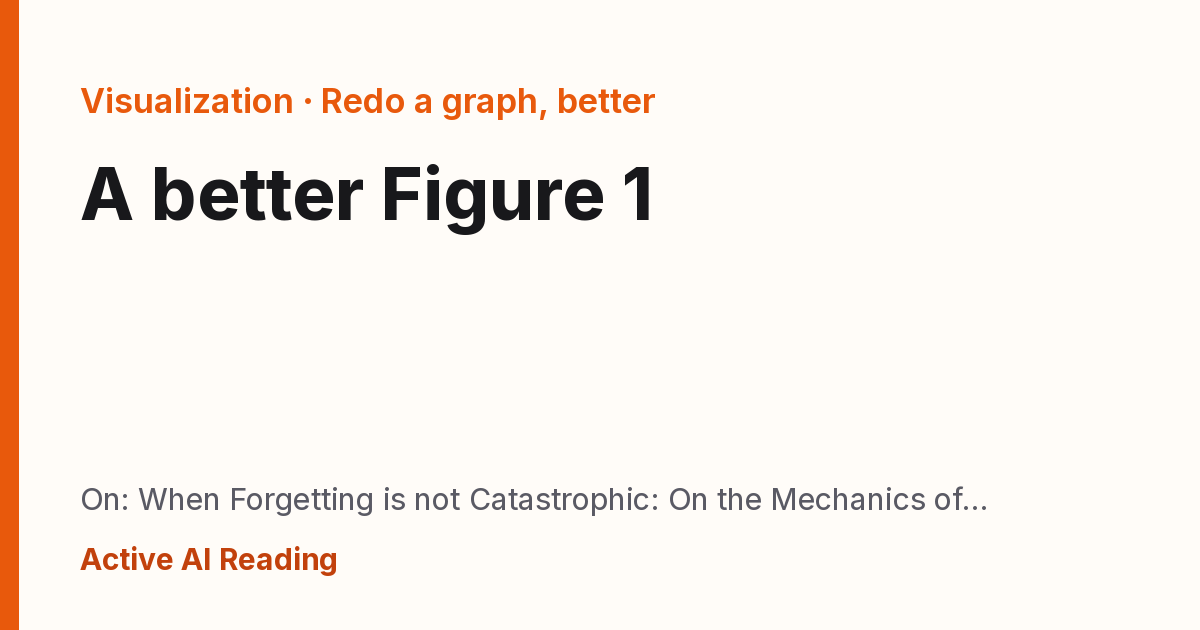 Visualization · Redo a graph, better
A better Figure 1
On: When Forgetting is not Catastrophic: On the Mechanics of...
Active AI Reading